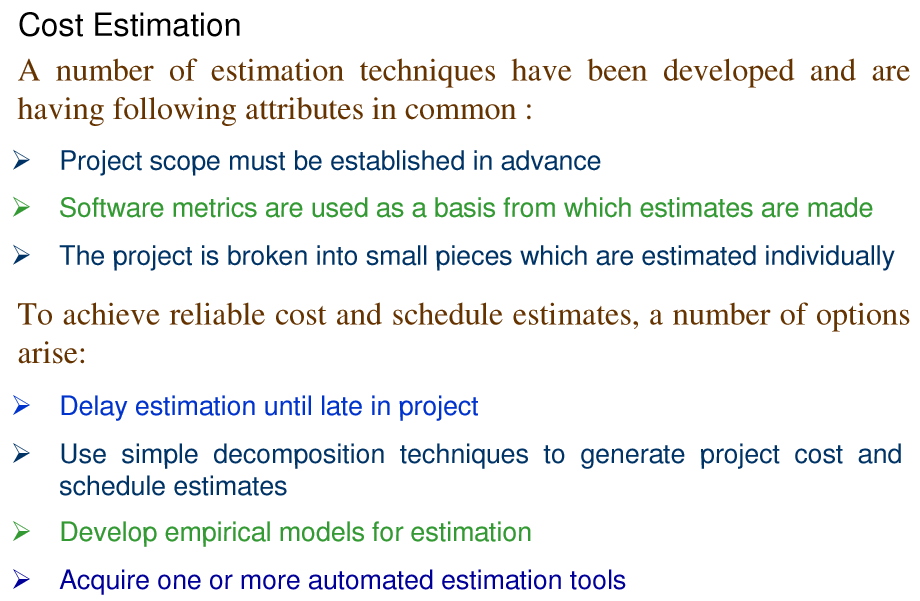 Cost Estimation
A number of estimation techniques have been developed and are
having following attributes in common :
➢ Project scope must be established in advance
➢ Software metrics are used as a basis from which estimates are made
➢ The project is broken into small pieces which are estimated individually
To achieve reliable cost and schedule estimates, a number of options
arise:
➢ Delay estimation until late in project
➢ Use simple decomposition techniques to generate project cost and
schedule estimates
➢ Develop empirical models for estimation
➢ Acquire one or more automated estimation tools